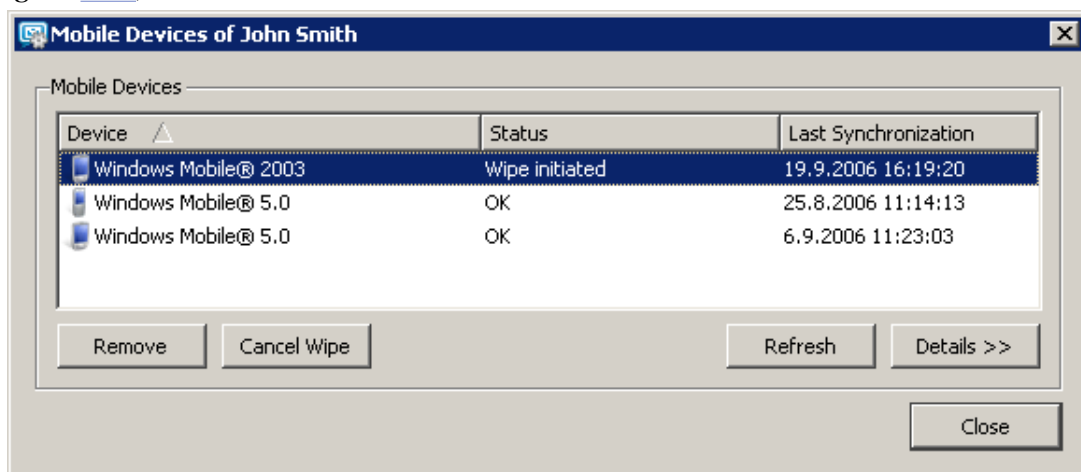 Mobile Devices of John Smith
Mobile Devices
Device Status Last Synchronization
Windows Mobile® 2003 Wipe initiated 19.9.2006 16:19:20
Windows Mobile® 5.0 OK 25.8.2006 11:14:13
Windows Mobile® 5.0 OK 6.9.2006 11:23:03
Remove Cancel Wipe Refresh Details >>
Close